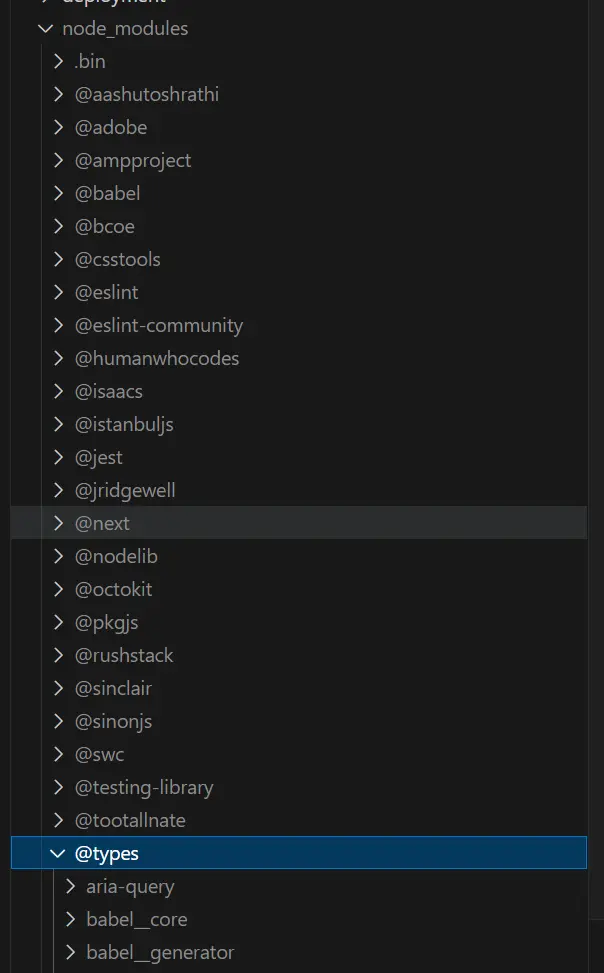 deployment
node_modules
.bin
@aashutoshrathi
@adobe
@ampproject
@babel
@bcoe
@csstools
@eslint
@eslint-community
@humanwhocodes
@isaacs
@istanbuljs
@jest
@jridgewell
@next
@nodelib
@octokit
@pkgjs
@rushstack
@sinclair
@sinonjs
@swc
@testing-library
@tootallnate
@types
aria-query
babel__core
babel__generator